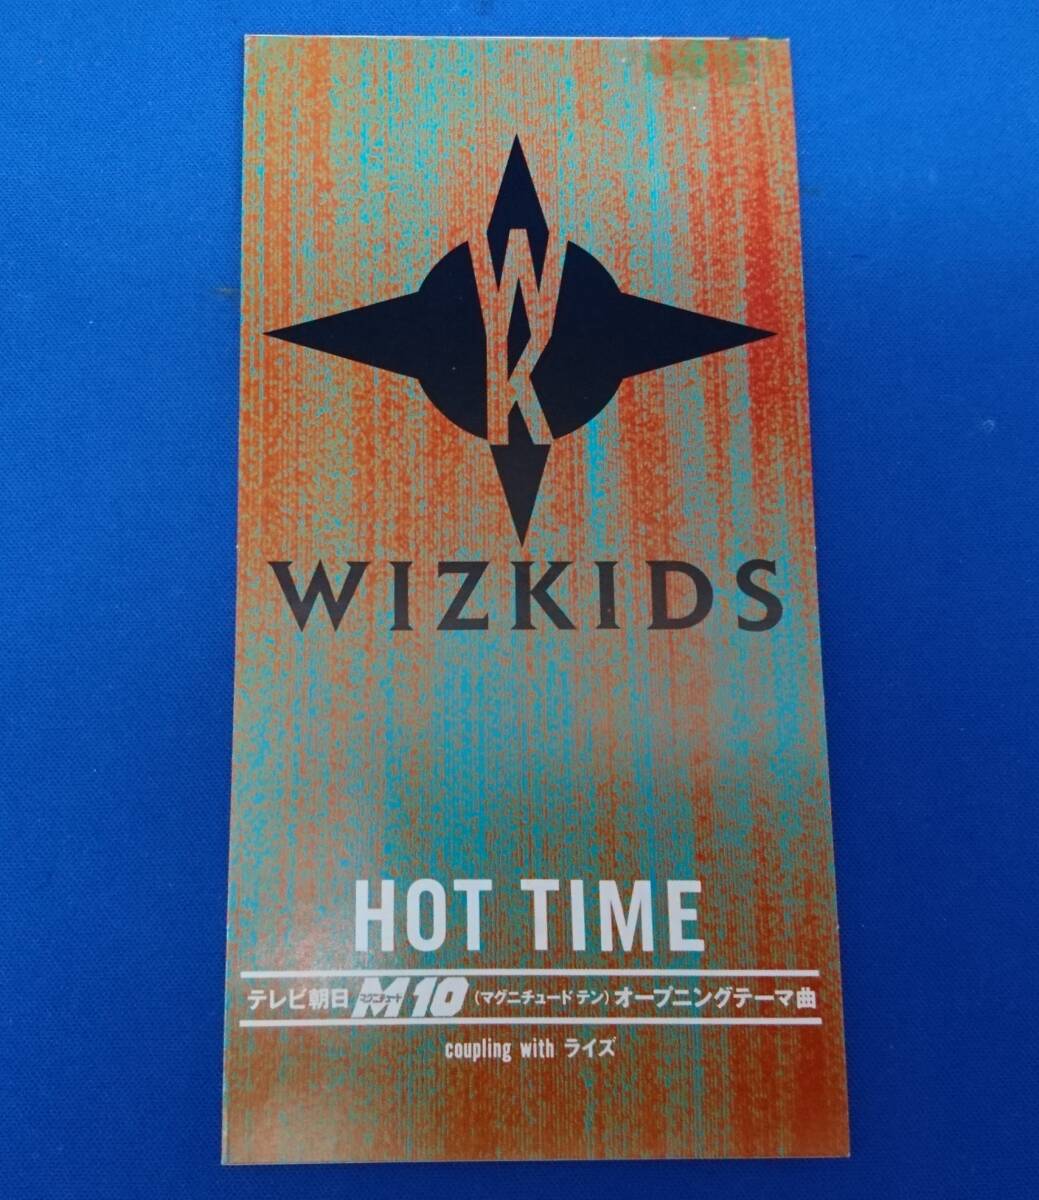 WK
WIZKIDS
HOT TIME
テレビ朝日 マグニチュード M10 (マグニチュード テン) オープニングテーマ曲
coupling with ライズ